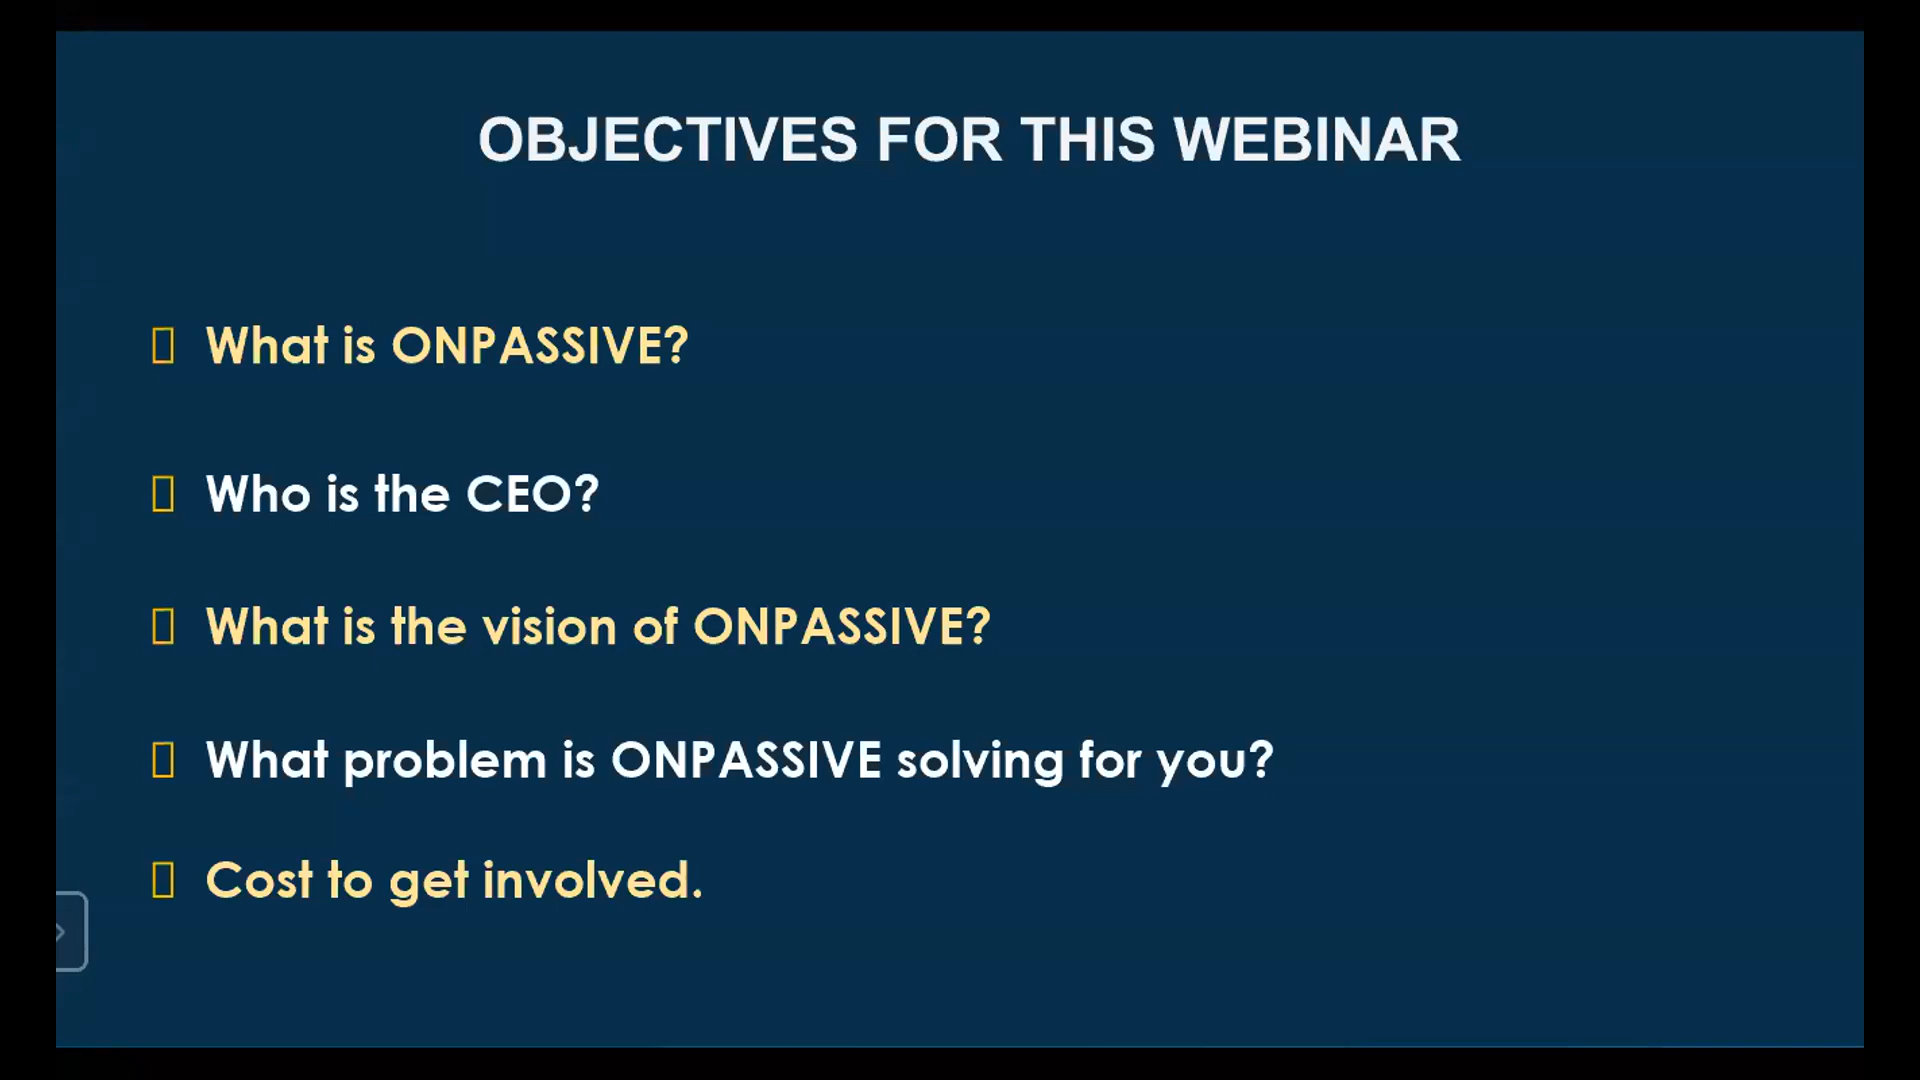 OBJECTIVES FOR THIS WEBINAR
What is ONPASSIVE?
Who is the CEO?
What is the vision of ONPASSIVE?
What problem is ONPASSIVE solving for you?
Cost to get involved.